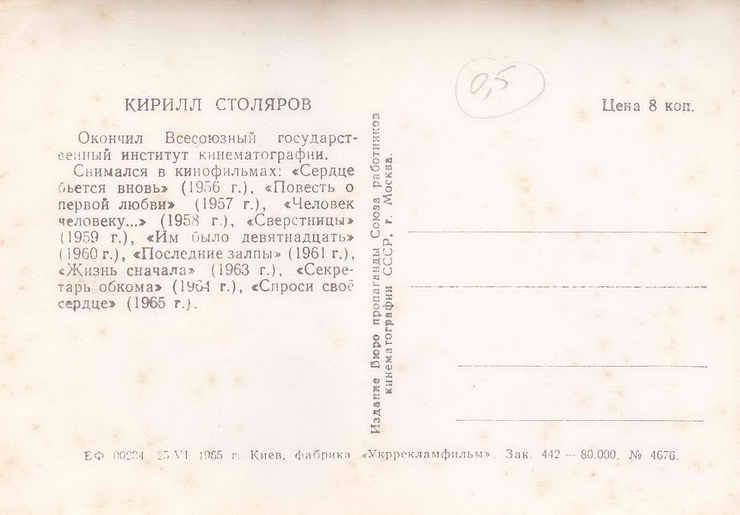 0,5
КИРИЛЛ СТОЛЯРОВ
Цена 8 коп.
Окончил Всесоюзный государст-
венный институт кинематографии.
Снимался в кинофильмах: «Сердце
бьется вновь» (1956 г.), «Повесть о
первой любви» (1957 г.), «Человек
человеку...» (1958 г.), «Сверстницы»
(1959 г.), «Им было девятнадцать»
(1960 г.), «Последние залпы» (1961 г.),
«Жизнь сначала» (1963 г.), «Секре-
тарь обкома» (1964 г.), «Спроси своё
сердце» (1965 г.).
Издание Бюро пропаганды Союза работников
кинематографии СССР, г. Москва.
БФ 25-VI 1965 г. Киев, фабрика «Укррекламфильм». Зак. 442 — 80.000. № 4676.